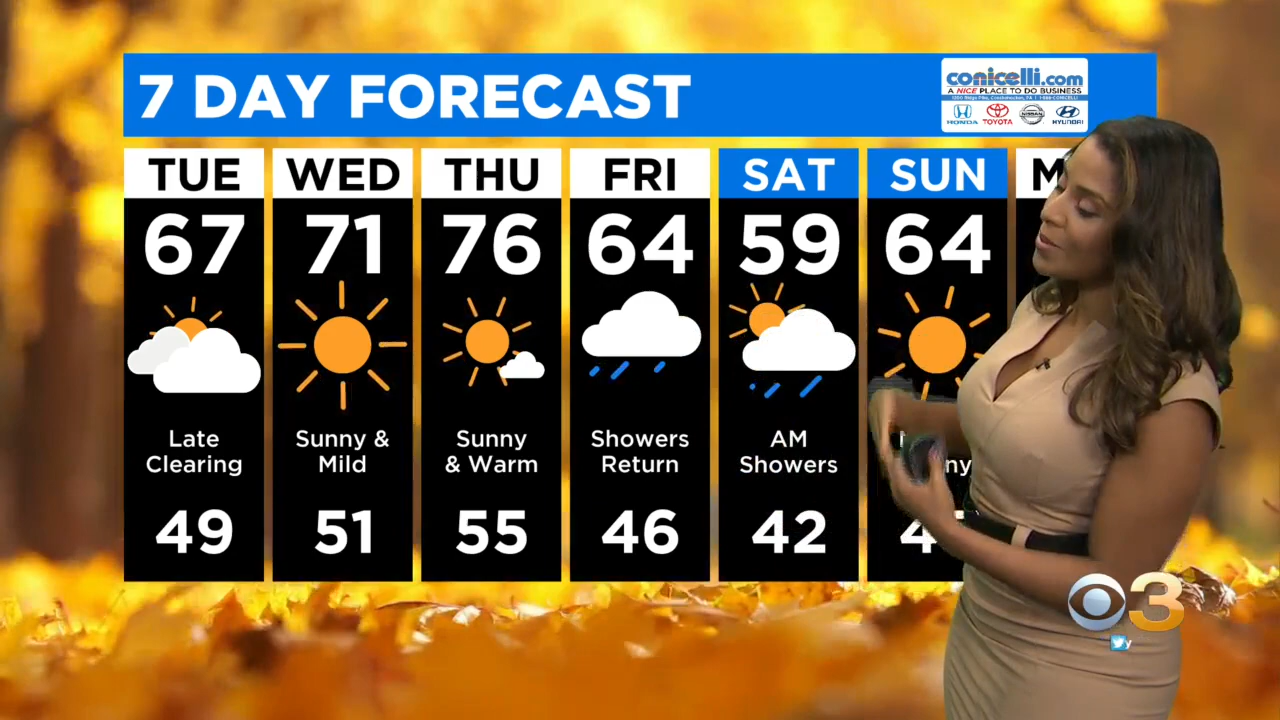 7 DAY FORECAST
conicelli.com
A NICE PLACE TO DO BUSINESS
HONDA TOYOTA NISSAN HYUNDAI
TUE WED THU FRI SAT SUN
67 71 76 64 59 64
Late Clearing
Sunny & Mild
Sunny & Warm
Showers Return
AM Showers
49 51 55 46 42
3